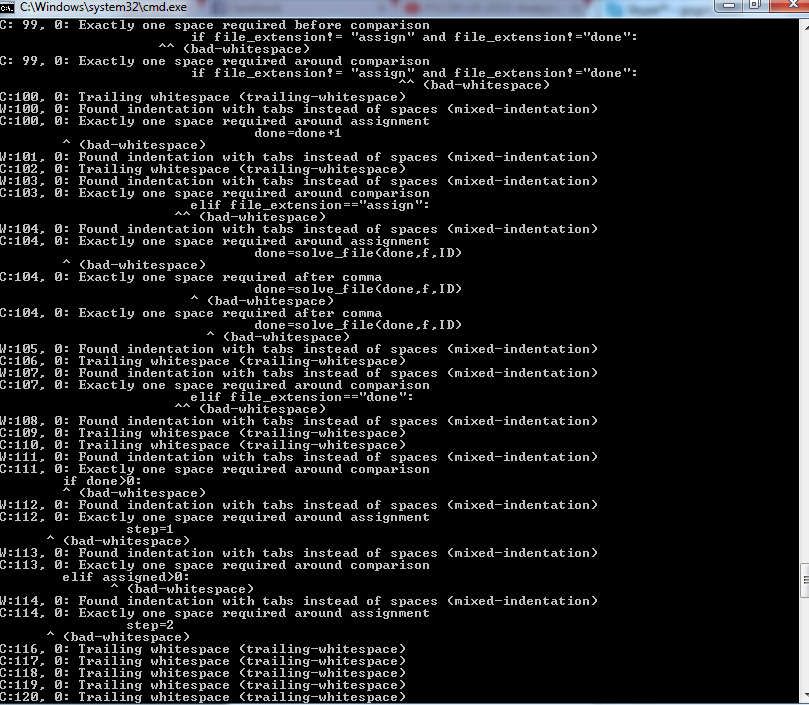 C:\Windows\system32\cmd.exe
C: 99, 0: Exactly one space required before comparison
if file_extension!= "assign" and file_extension!="done":
^^ (bad-whitespace)
C: 99, 0: Exactly one space required around comparison
if file_extension!= "assign" and file_extension!="done":
^^ (bad-whitespace)
C:100, 0: Trailing whitespace (trailing-whitespace)
W:100, 0: Found indentation with tabs instead of spaces (mixed-indentation)
C:100, 0: Exactly one space required around assignment
done=done+1
^ (bad-whitespace)
W:101, 0: Found indentation with tabs instead of spaces (mixed-indentation)
C:102, 0: Trailing whitespace (trailing-whitespace)
W:103, 0: Found indentation with tabs instead of spaces (mixed-indentation)
C:103, 0: Exactly one space required around comparison
elif file_extension=="assign":
^^ (bad-whitespace)
W:104, 0: Found indentation with tabs instead of spaces (mixed-indentation)
C:104, 0: Exactly one space required around assignment
done=solve_file(done,f,ID)
^ (bad-whitespace)
C:104, 0: Exactly one space required after comma
done=solve_file(done,f,ID)
^ (bad-whitespace)
C:104, 0: Exactly one space required after comma
done=solve_file(done,f,ID)
^ (bad-whitespace)
W:105, 0: Found indentation with tabs instead of spaces (mixed-indentation)
C:106, 0: Trailing whitespace (trailing-whitespace)
W:107, 0: Found indentation with tabs instead of spaces (mixed-indentation)
C:107, 0: Exactly one space required around comparison
elif file_extension=="done":
^^ (bad-whitespace)
W:108, 0: Found indentation with tabs instead of spaces (mixed-indentation)
C:109, 0: Trailing whitespace (trailing-whitespace)
C:110, 0: Trailing whitespace (trailing-whitespace)
W:111, 0: Found indentation with tabs instead of spaces (mixed-indentation)
C:111, 0: Exactly one space required around comparison
if done>0:
^ (bad-whitespace)
W:112, 0: Found indentation with tabs instead of spaces (mixed-indentation)
C:112, 0: Exactly one space required around assignment
step=1
^ (bad-whitespace)
W:113, 0: Found indentation with tabs instead of spaces (mixed-indentation)
C:113, 0: Exactly one space required around comparison
elif assigned>0:
^ (bad-whitespace)
W:114, 0: Found indentation with tabs instead of spaces (mixed-indentation)
C:114, 0: Exactly one space required around assignment
step=2
^ (bad-whitespace)
C:116, 0: Trailing whitespace (trailing-whitespace)
C:117, 0: Trailing whitespace (trailing-whitespace)
C:118, 0: Trailing whitespace (trailing-whitespace)
C:119, 0: Trailing whitespace (trailing-whitespace)
C:120, 0: Trailing whitespace (trailing-whitespace)